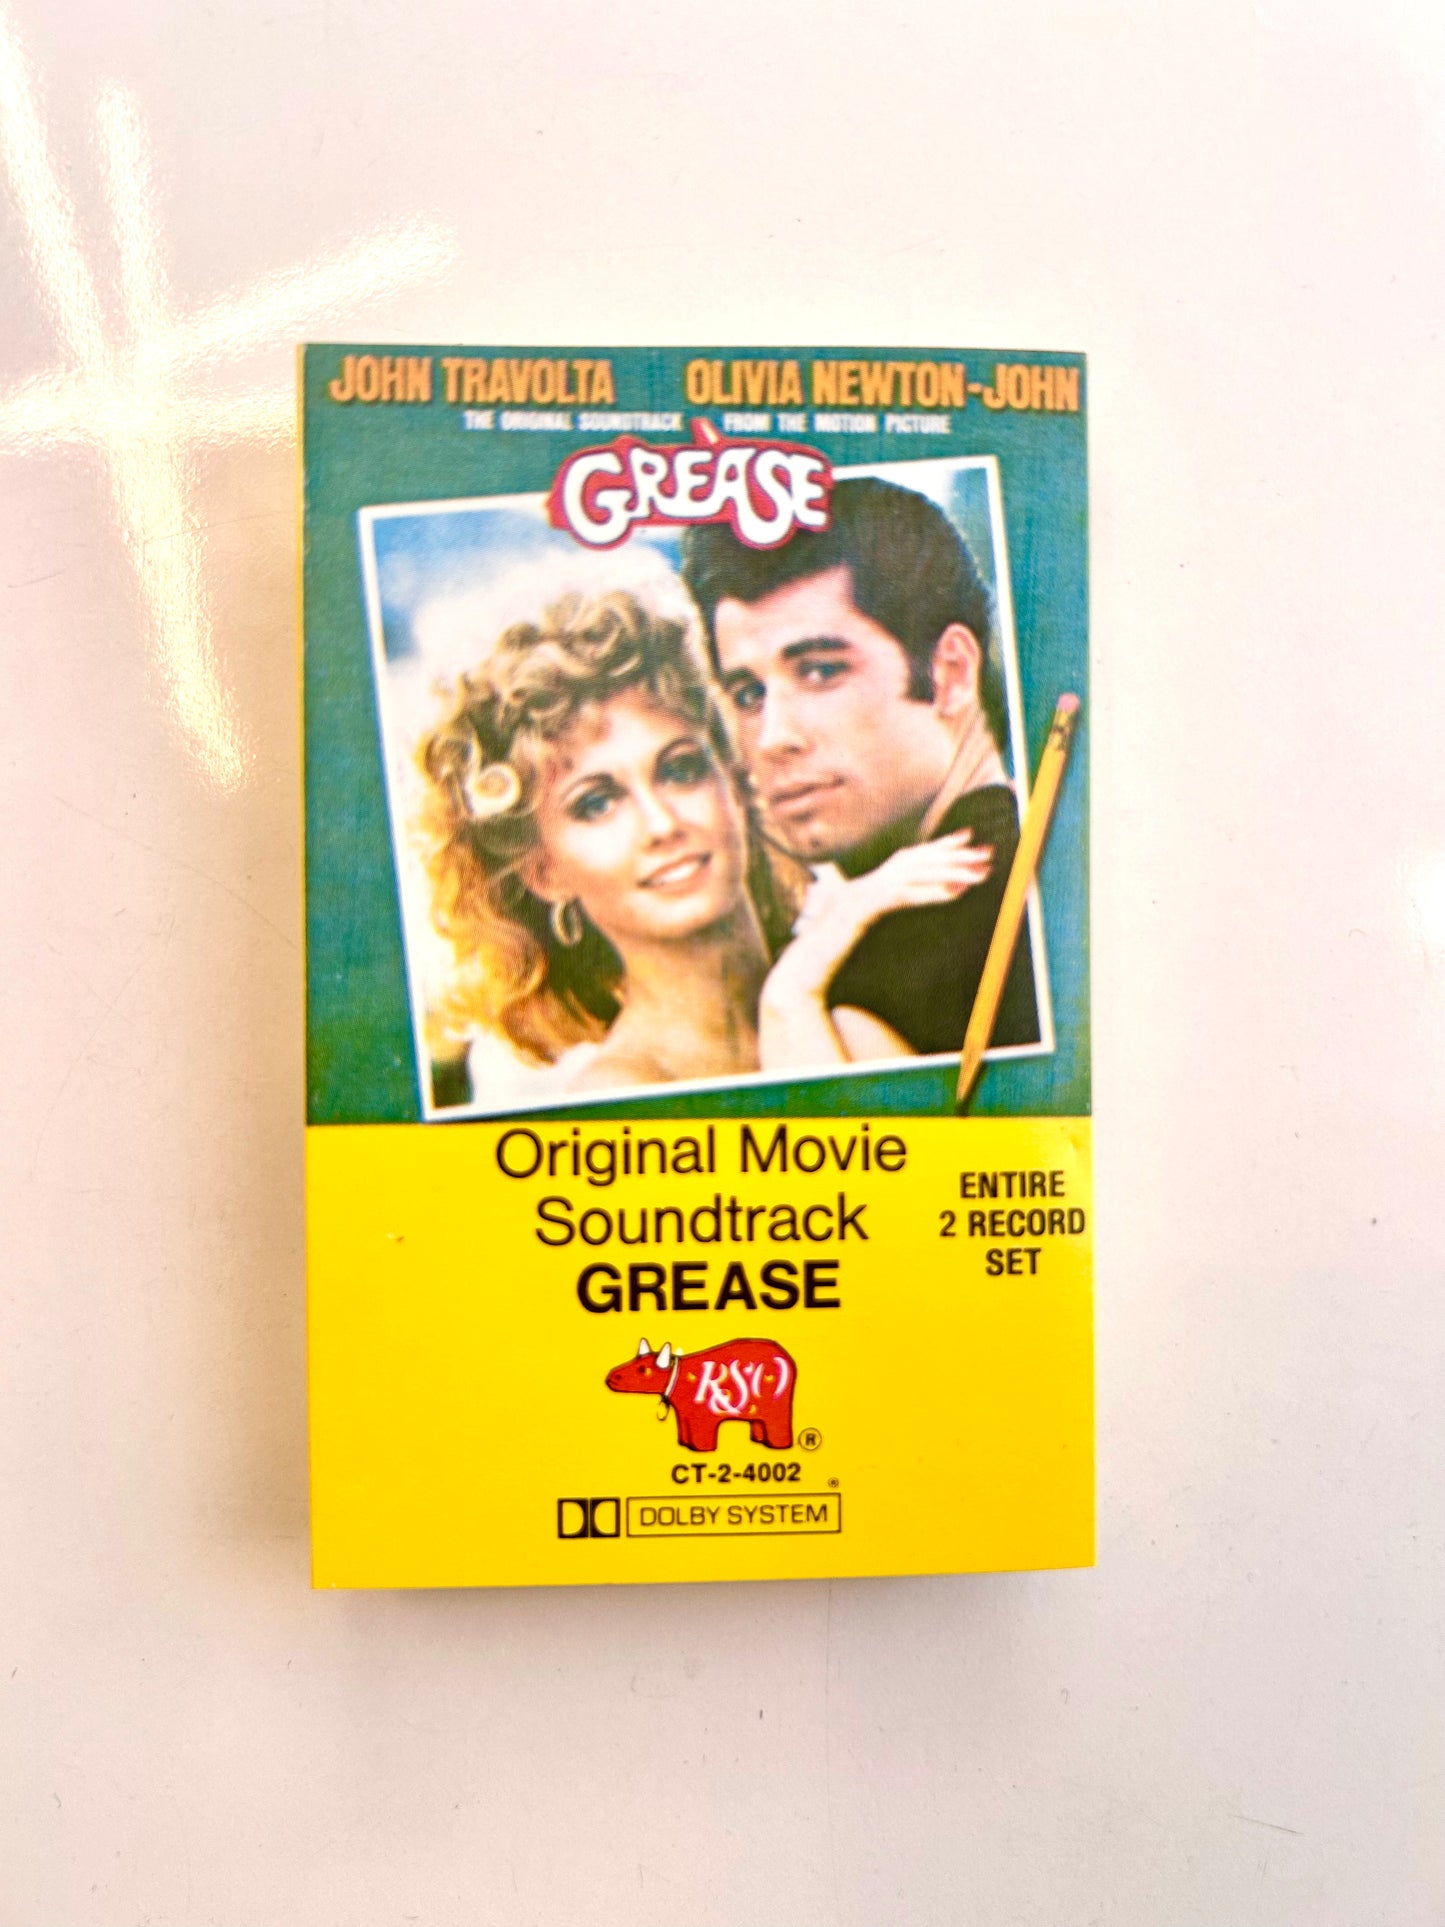 JOHN TRAVOLTA OLIVIA NEWTON-JOHN
THE ORIGINAL SOUNDTRACK FROM THE MOTION PICTURE
GREASE
Original Movie
Soundtrack
GREASE
ENTIRE
2 RECORD
SET
RSO
®
CT-2-4002
DOLBY SYSTEM ®